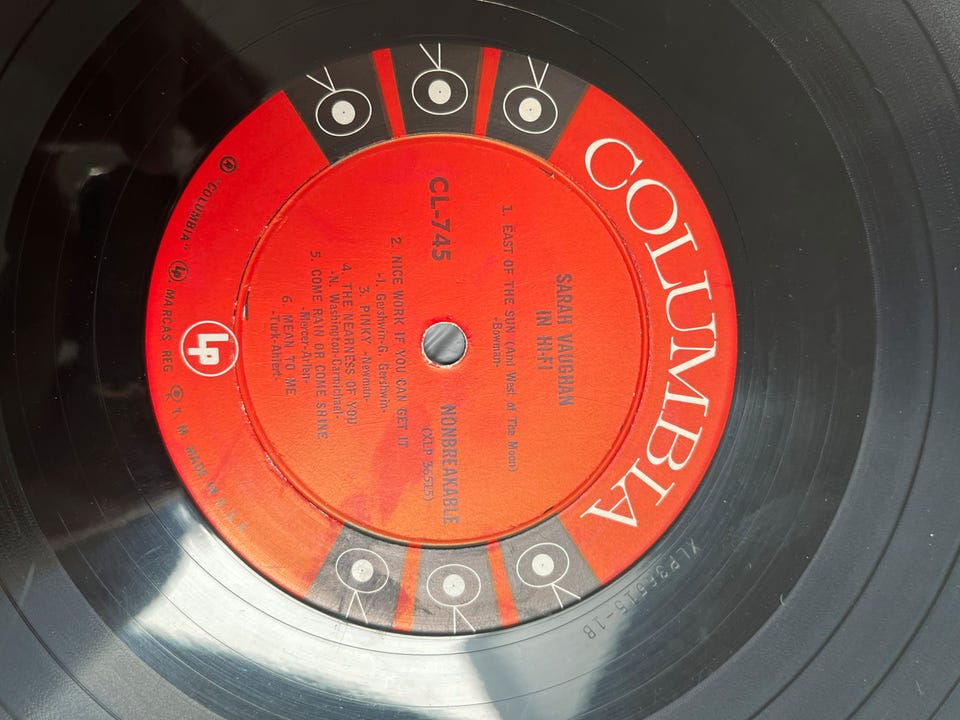 COLUMBIA
SARAH VAUGHAN
IN HI-FI
1. EAST OF THE SUN (And West of The Moon)
-Bowman-
CL-745
NONBREAKABLE
(XLP 36515)
2. NICE WORK IF YOU CAN GET IT
-I. Gershwin-G. Gershwin-
3. PINKY -Newman-
4. THE NEARNESS OF YOU
-N. Washington-Carmichael-
5. COME RAIN OR COME SHINE
-Mercer-Arlen-
6. MEAN TO ME
-Turk-Ahlert-
LP
® "COLUMBIA" LP MARCAS REG. T. M. MADE IN U.S.A.
XLP36515-1B